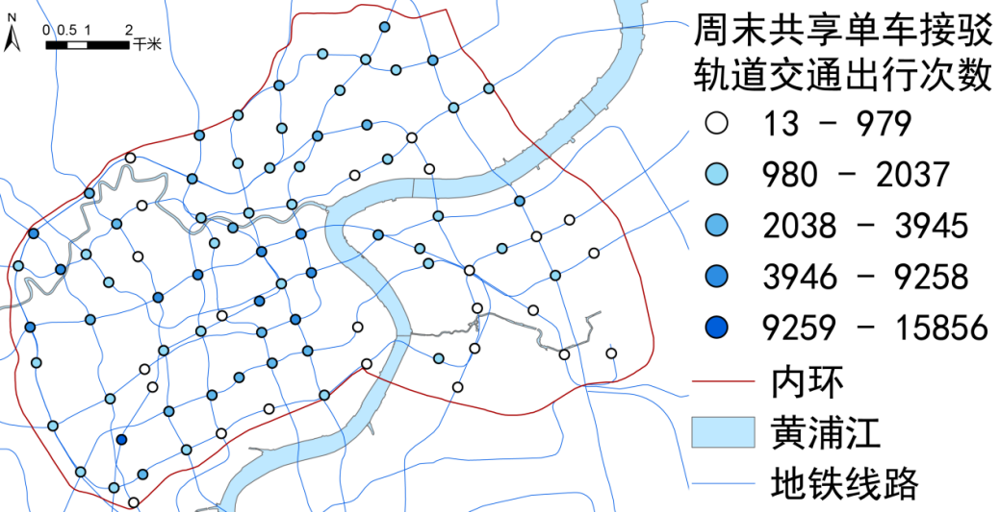 N
0 0.5 1 2
千米
周末共享单车接驳
轨道交通出行次数
13 - 979
980 - 2037
2038 - 3945
3946 - 9258
9259 - 15856
内环
黄浦江
地铁线路